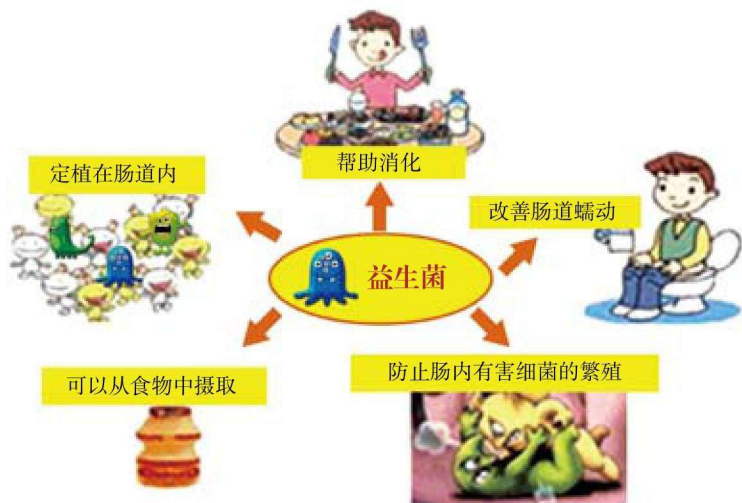 帮助消化
定植在肠道内
改善肠道蠕动
益生菌
可以从食物中摄取
防止肠内有害细菌的繁殖